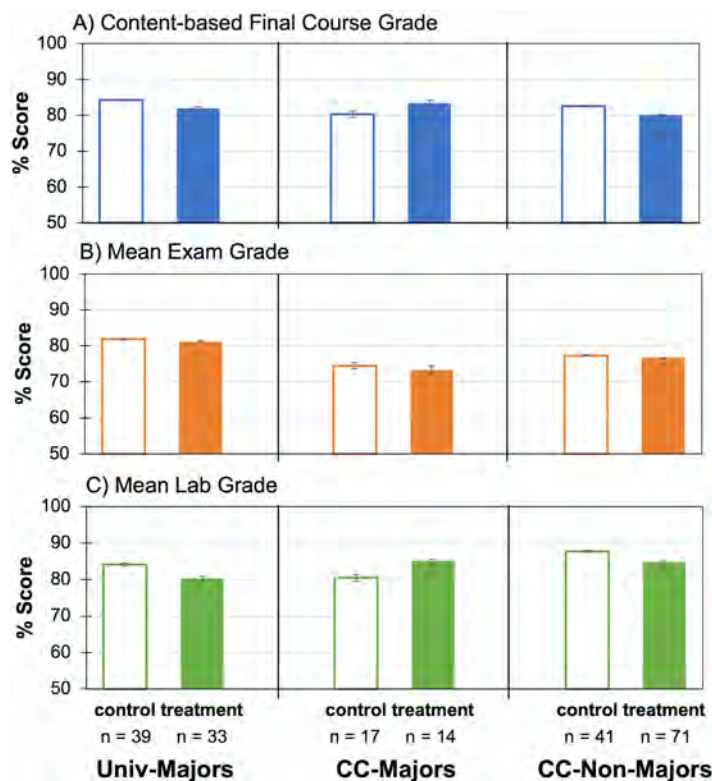 A) Content-based Final Course Grade
% Score
100
90
80
70
60
50
B) Mean Exam Grade
% Score
100
90
80
70
60
50
C) Mean Lab Grade
% Score
100
90
80
70
60
50
control treatment control treatment control treatment
n = 39 n = 33 n = 17 n = 14 n = 41 n = 71
Univ-Majors CC-Majors CC-Non-Majors